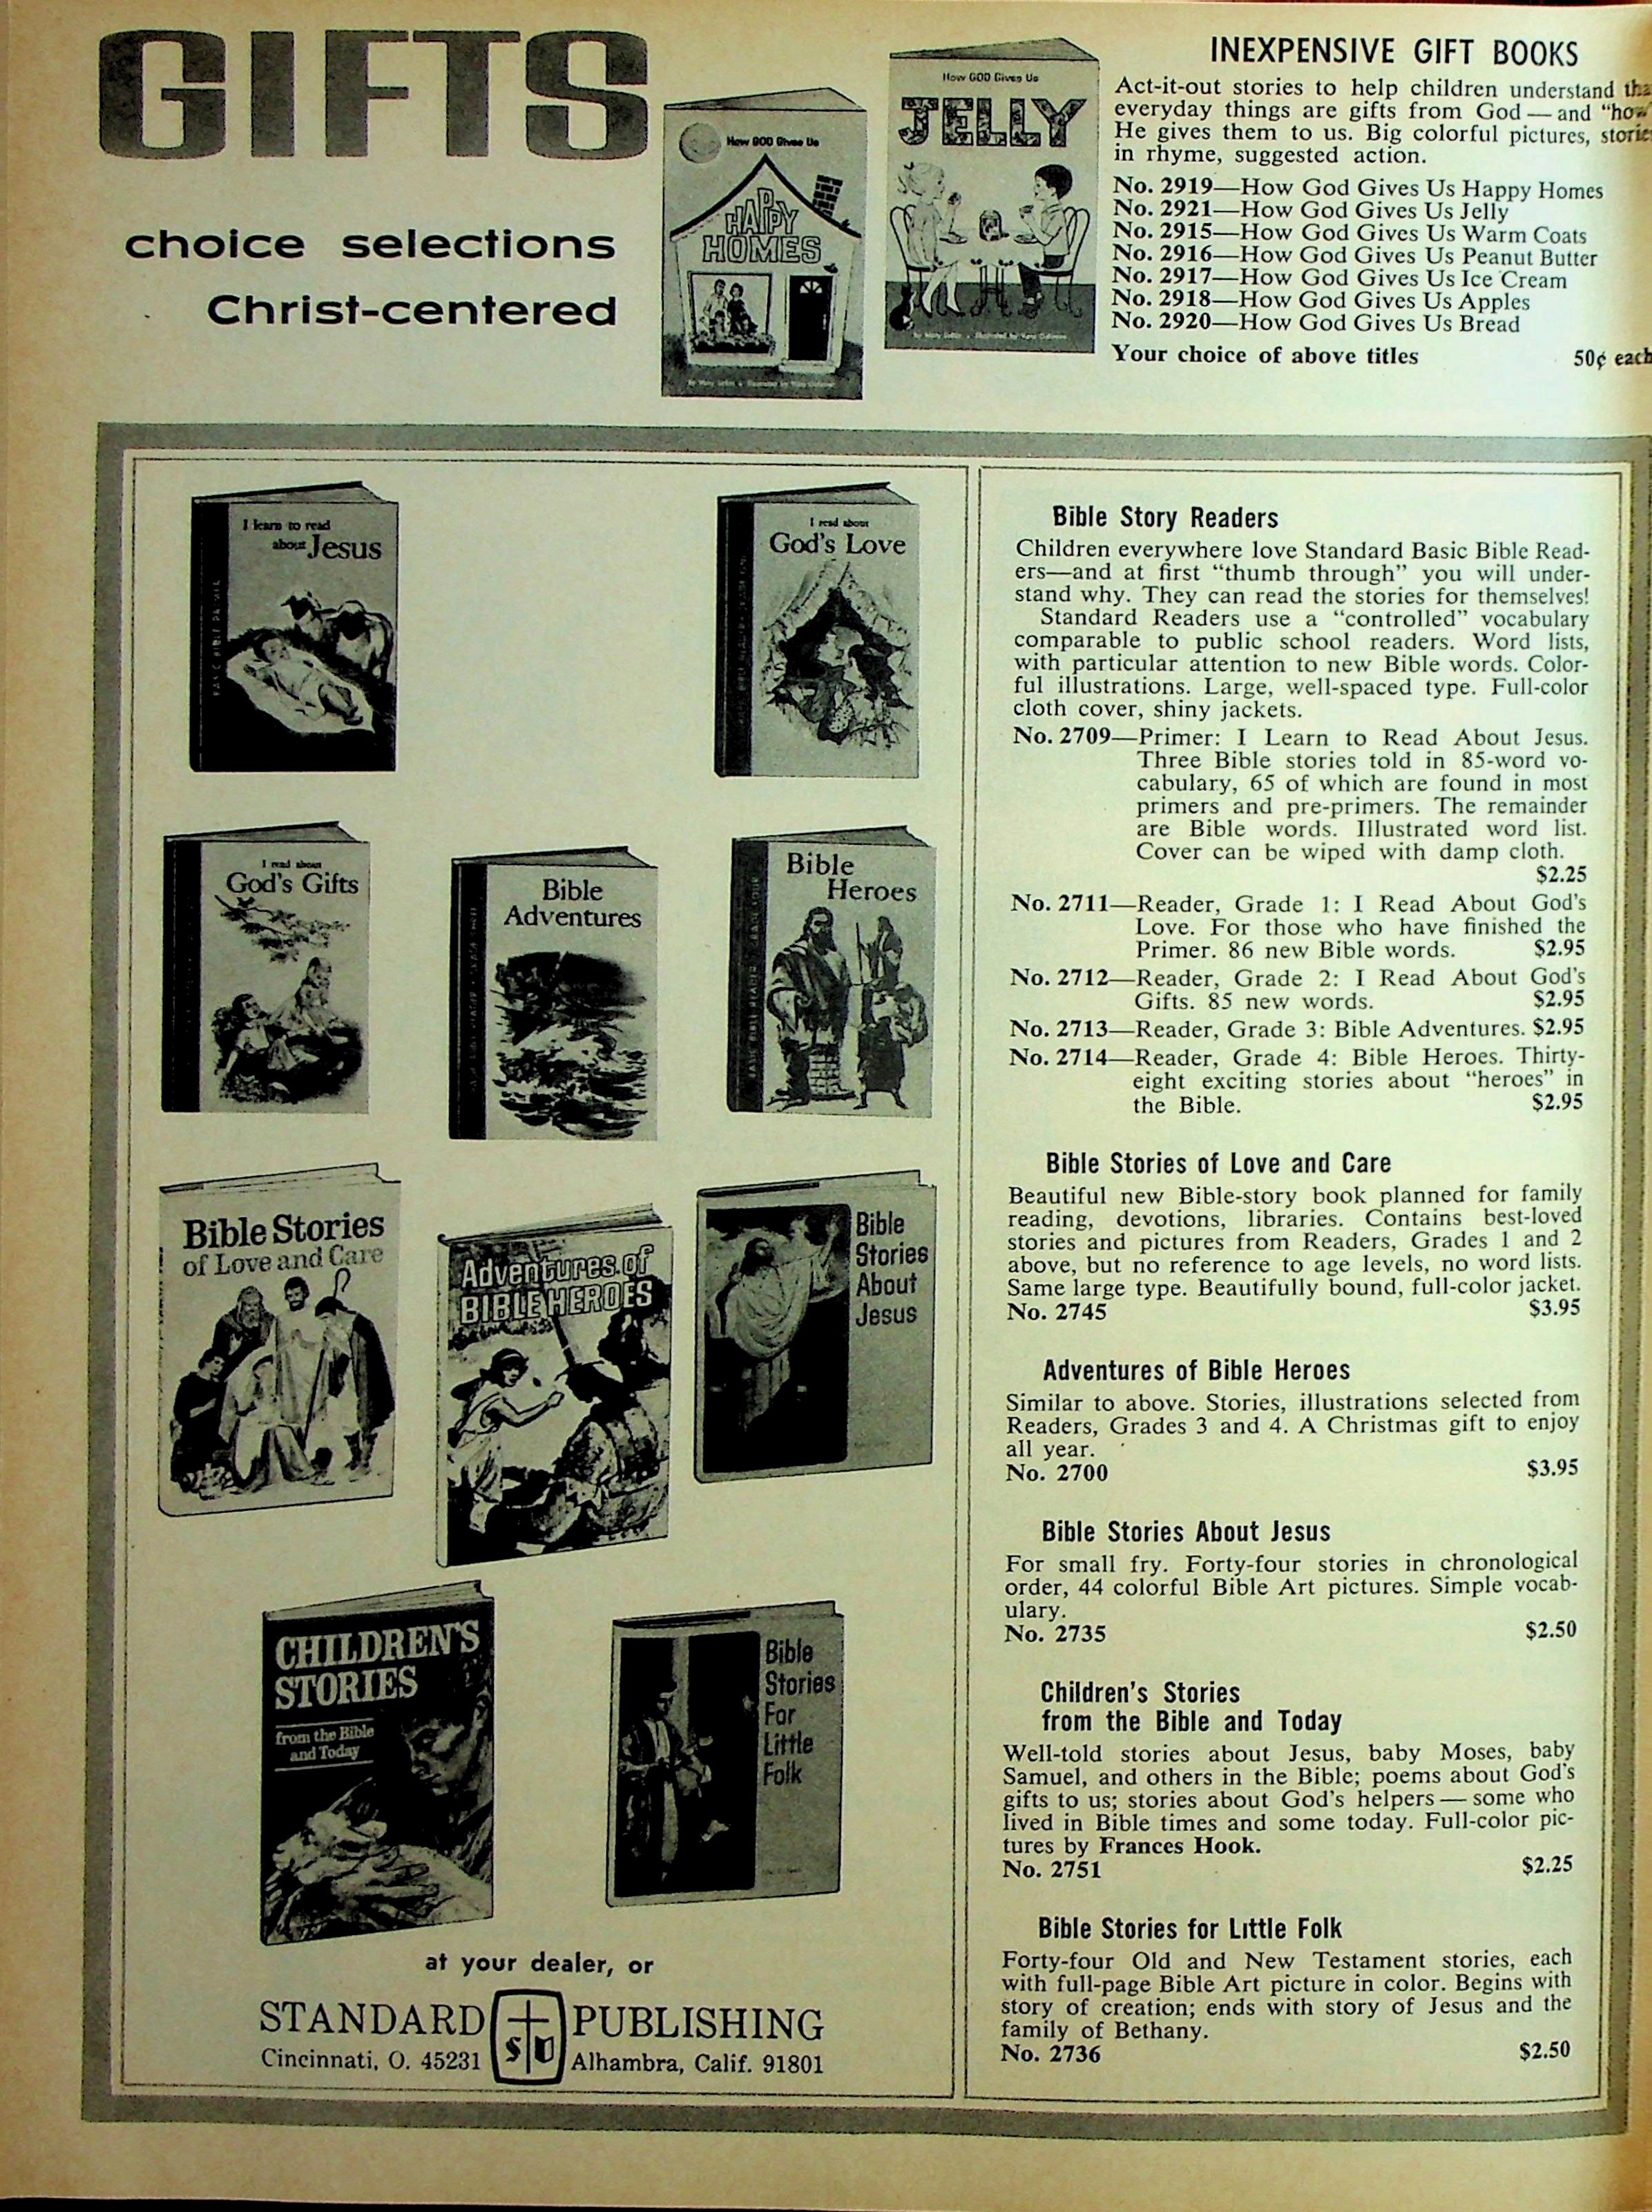 GIFTS
choice selections
Christ-centered
How GOD Gives Us
HAPPY
HOMES
How GOD Gives Us
JELLY
INEXPENSIVE GIFT BOOKS
Act-it-out stories to help children understand tha
everyday things are gifts from God — and "how"
He gives them to us. Big colorful pictures, stories
in rhyme, suggested action.
No. 2919—How God Gives Us Happy Homes
No. 2921—How God Gives Us Jelly
No. 2915—How God Gives Us Warm Coats
No. 2916—How God Gives Us Peanut Butter
No. 2917—How God Gives Us Ice Cream
No. 2918—How God Gives Us Apples
No. 2920—How God Gives Us Bread
Your choice of above titles 50¢ each
I learn to read
about Jesus
I read about
God's Love
I read about
God's Gifts
Bible
Adventures
Bible
Heroes
Bible Stories
of Love and Care
Adventures of
BIBLE HEROES
Bible
Stories
About
Jesus
CHILDREN'S
STORIES
from the Bible
and Today
Bible
Stories
For
Little
Folk
at your dealer, or
STANDARD PUBLISHING
Cincinnati, O. 45231 Alhambra, Calif. 91801
Bible Story Readers
Children everywhere love Standard Basic Bible Read-
ers—and at first "thumb through" you will under-
stand why. They can read the stories for themselves!
Standard Readers use a "controlled" vocabulary
comparable to public school readers. Word lists,
with particular attention to new Bible words. Color-
ful illustrations. Large, well-spaced type. Full-color
cloth cover, shiny jackets.
No. 2709—Primer: I Learn to Read About Jesus.
Three Bible stories told in 85-word vo-
cabulary, 65 of which are found in most
primers and pre-primers. The remainder
are Bible words. Illustrated word list.
Cover can be wiped with damp cloth.
$2.25
No. 2711—Reader, Grade 1: I Read About God's
Love. For those who have finished the
Primer. 86 new Bible words. $2.95
No. 2712—Reader, Grade 2: I Read About God's
Gifts. 85 new words. $2.95
No. 2713—Reader, Grade 3: Bible Adventures. $2.95
No. 2714—Reader, Grade 4: Bible Heroes. Thirty-
eight exciting stories about "heroes" in
the Bible. $2.95
Bible Stories of Love and Care
Beautiful new Bible-story book planned for family
reading, devotions, libraries. Contains best-loved
stories and pictures from Readers, Grades 1 and 2
above, but no reference to age levels, no word lists.
Same large type. Beautifully bound, full-color jacket.
No. 2745 $3.95
Adventures of Bible Heroes
Similar to above. Stories, illustrations selected from
Readers, Grades 3 and 4. A Christmas gift to enjoy
all year.
No. 2700 $3.95
Bible Stories About Jesus
For small fry. Forty-four stories in chronological
order, 44 colorful Bible Art pictures. Simple vocab-
ulary.
No. 2735 $2.50
Children's Stories
from the Bible and Today
Well-told stories about Jesus, baby Moses, baby
Samuel, and others in the Bible; poems about God's
gifts to us; stories about God's helpers — some who
lived in Bible times and some today. Full-color pic-
tures by Frances Hook.
No. 2751 $2.25
Bible Stories for Little Folk
Forty-four Old and New Testament stories, each
with full-page Bible Art picture in color. Begins with
story of creation; ends with story of Jesus and the
family of Bethany.
No. 2736 $2.50